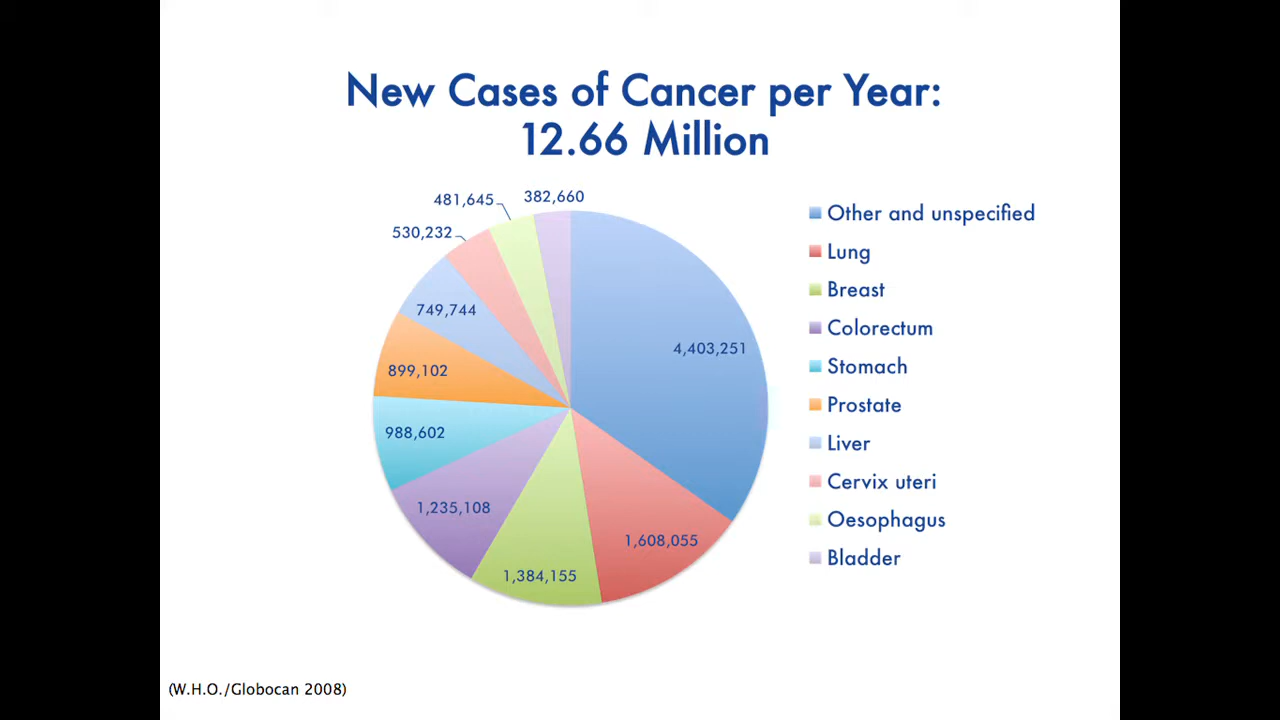 New Cases of Cancer per Year:
12.66 Million
481,645
382,660
530,232
749,744
4,403,251
899,102
988,602
1,235,108
1,608,055
1,384,155
Other and unspecified
Lung
Breast
Colorectum
Stomach
Prostate
Liver
Cervix uteri
Oesophagus
Bladder
(W.H.O./Globocan 2008)